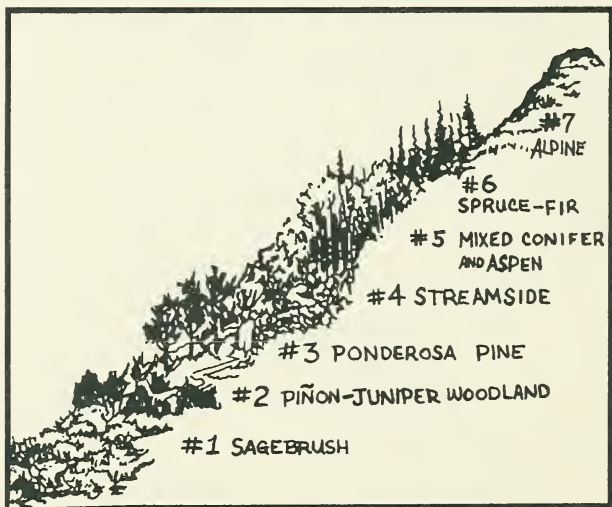 #7
ALPINE
#6
SPRUCE-FIR
#5 MIXED CONIFER
AND ASPEN
#4 STREAMSIDE
#3 PONDEROSA PINE
#2 PIÑON-JUNIPER WOODLAND
#1 SAGEBRUSH